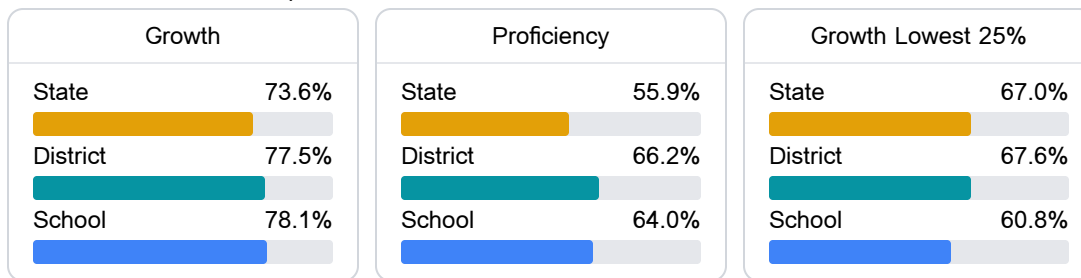 Growth
State 73.6%
District 77.5%
School 78.1%
Proficiency
State 55.9%
District 66.2%
School 64.0%
Growth Lowest 25%
State 67.0%
District 67.6%
School 60.8%